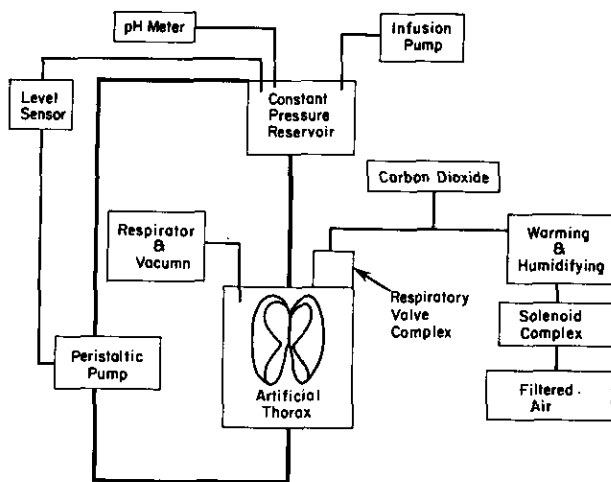 pH Meter
Infusion
Pump
Level
Sensor
Constant
Pressure
Reservoir
Carbon Dioxide
Respirator
&
Vacumn
Warming
&
Humidifying
Respiratory
Valve
Complex
Solenoid
Complex
Peristaltic
Pump
Artificial
Thorax
Filtered
Air